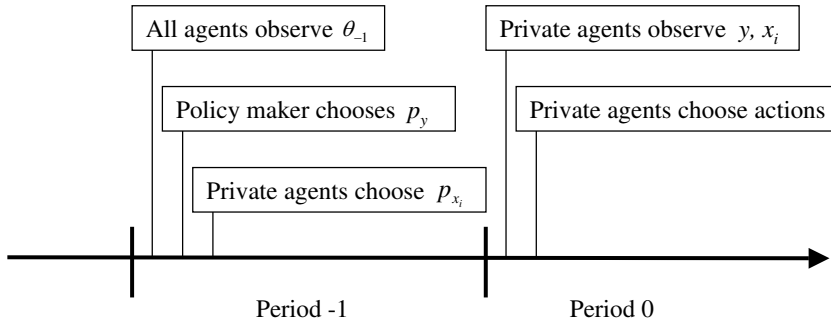 All agents observe θ₋₁
Private agents observe y, xᵢ
Policy maker chooses p_y
Private agents choose actions
Private agents choose p_{x_i}
Period -1
Period 0